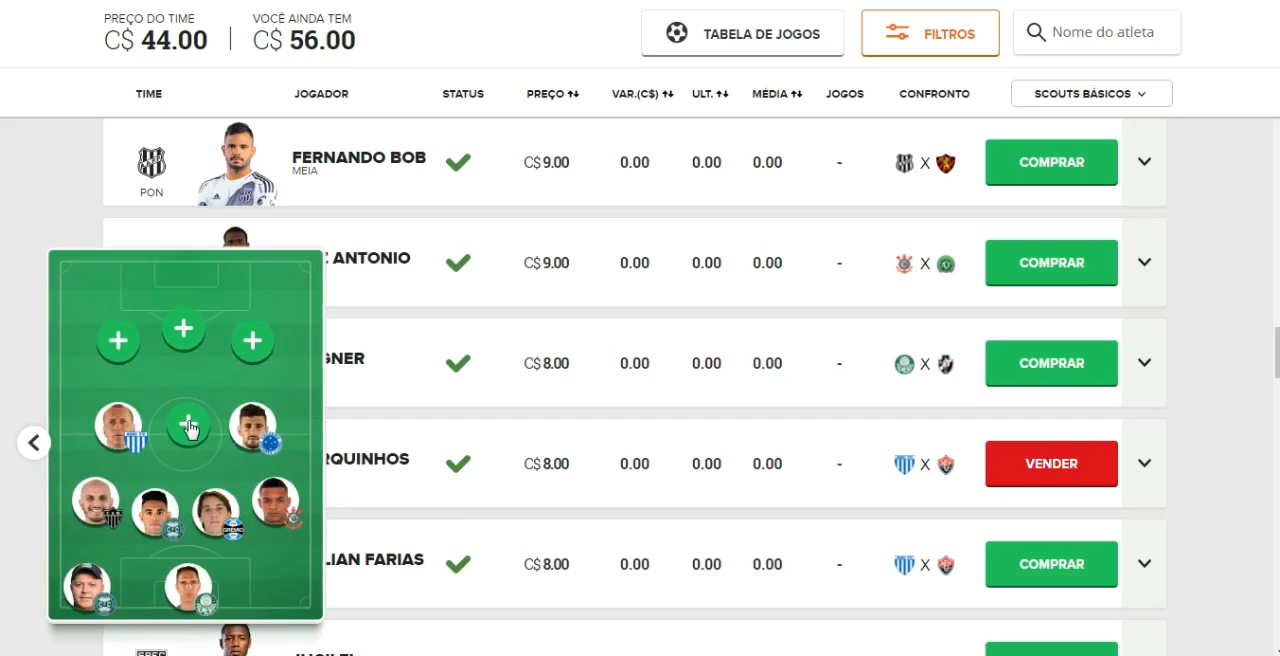 PREÇO DO TIME
C$ 44.00
VOCÊ AINDA TEM
C$ 56.00
TABELA DE JOGOS
FILTROS
Nome do atleta
TIME JOGADOR STATUS PREÇO VAR.(C$) ULT. MÉDIA JOGOS CONFRONTO SCOUTS BÁSICOS
PON
FERNANDO BOB
MEIA
C$ 9.00 0.00 0.00 0.00 - X COMPRAR
ANTONIO C$ 9.00 0.00 0.00 0.00 - X COMPRAR
GNER C$ 8.00 0.00 0.00 0.00 - X COMPRAR
RQUINHOS C$ 8.00 0.00 0.00 0.00 - X VENDER
LIAN FARIAS C$ 8.00 0.00 0.00 0.00 - X COMPRAR
GRÊMIO